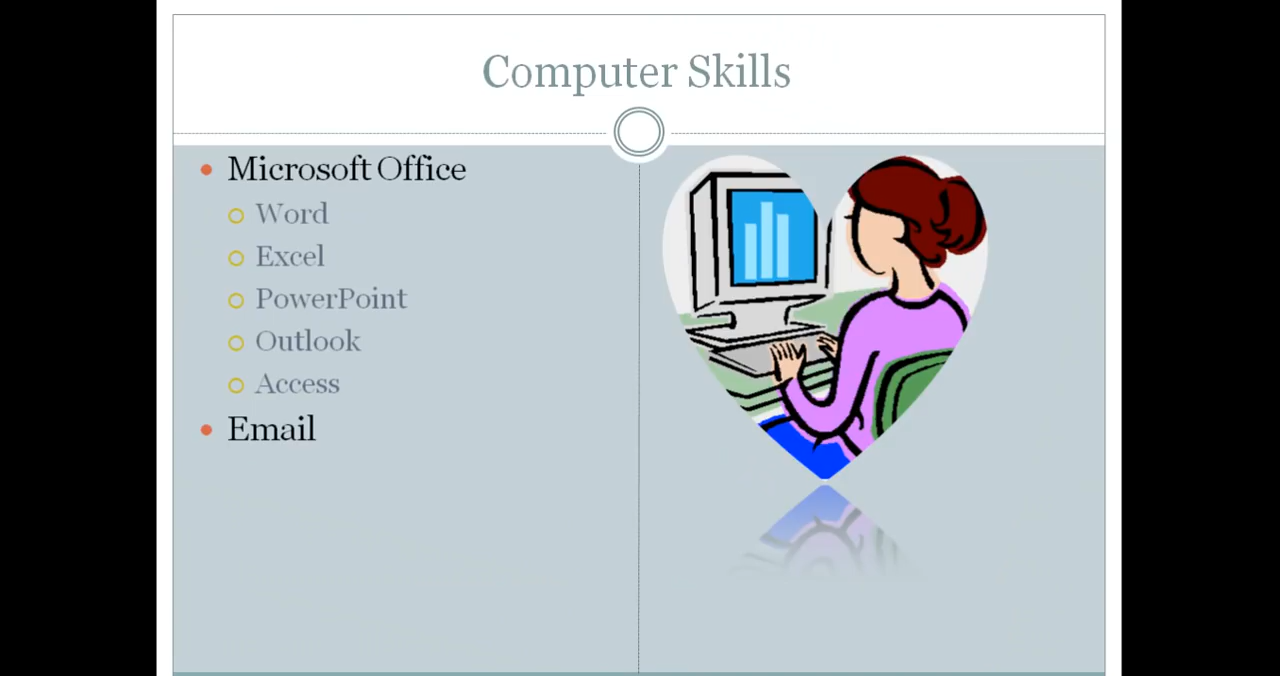 Computer Skills
Microsoft Office
Word
Excel
PowerPoint
Outlook
Access
Email